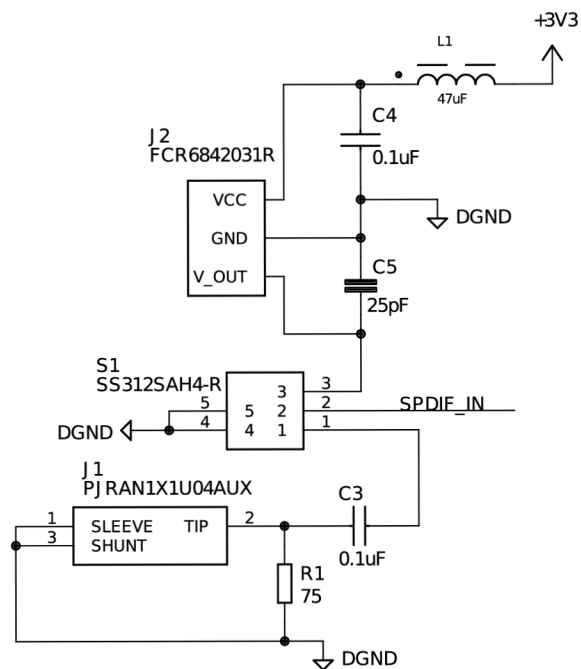 +3V3
L1
47uF
C4
0.1uF
J2
FCR6842031R
VCC
GND
V_OUT
DGND
C5
25pF
S1
SS312SAH4-R
3
3
5
5
2
2
SPDIF_IN
4
4
1
1
DGND
J1
PJRAN1X1U04AUX
C3
0.1uF
1
SLEEVE
TIP
2
3
SHUNT
R1
75
DGND